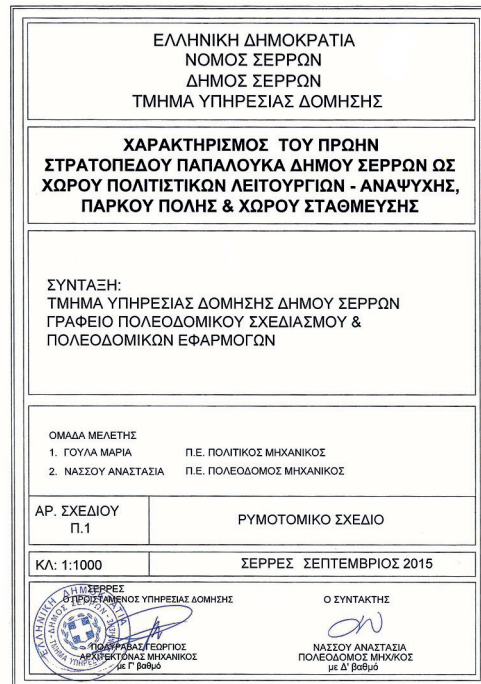 ΕΛΛΗΝΙΚΗ ΔΗΜΟΚΡΑΤΙΑ
ΝΟΜΟΣ ΣΕΡΡΩΝ
ΔΗΜΟΣ ΣΕΡΡΩΝ
ΤΜΗΜΑ ΥΠΗΡΕΣΙΑΣ ΔΟΜΗΣΗΣ
ΧΑΡΑΚΤΗΡΙΣΜΟΣ ΤΟΥ ΠΡΩΗΝ
ΣΤΡΑΤΟΠΕΔΟΥ ΠΑΠΑΛΟΥΚΑ ΔΗΜΟΥ ΣΕΡΡΩΝ ΩΣ
ΧΩΡΟΥ ΠΟΛΙΤΙΣΤΙΚΩΝ ΛΕΙΤΟΥΡΓΙΩΝ - ΑΝΑΨΥΧΗΣ,
ΠΑΡΚΟΥ ΠΟΛΗΣ & ΧΩΡΟΥ ΣΤΑΘΜΕΥΣΗΣ
ΣΥΝΤΑΞΗ:
ΤΜΗΜΑ ΥΠΗΡΕΣΙΑΣ ΔΟΜΗΣΗΣ ΔΗΜΟΥ ΣΕΡΡΩΝ
ΓΡΑΦΕΙΟ ΠΟΛΕΟΔΟΜΙΚΟΥ ΣΧΕΔΙΑΣΜΟΥ &
ΠΟΛΕΟΔΟΜΙΚΩΝ ΕΦΑΡΜΟΓΩΝ
ΟΜΑΔΑ ΜΕΛΕΤΗΣ
1. ΓΟΥΛΑ ΜΑΡΙΑ Π.Ε. ΠΟΛΙΤΙΚΟΣ ΜΗΧΑΝΙΚΟΣ
2. ΝΑΣΣΟΥ ΑΝΑΣΤΑΣΙΑ Π.Ε. ΠΟΛΕΟΔΟΜΟΣ ΜΗΧΑΝΙΚΟΣ
ΑΡ. ΣΧΕΔΙΟΥ
Π.1
ΡΥΜΟΤΟΜΙΚΟ ΣΧΕΔΙΟ
ΚΛ: 1:1000
ΣΕΡΡΕΣ ΣΕΠΤΕΜΒΡΙΟΣ 2015
ΣΕΡΡΕΣ
Ο ΠΡΟΪΣΤΑΜΕΝΟΣ ΥΠΗΡΕΣΙΑΣ ΔΟΜΗΣΗΣ
ΓΕΩΡΓΙΟΣ
ΑΡΧΙΤΕΚΤΟΝΑΣ ΜΗΧΑΝΙΚΟΣ
με Γ' βαθμό
Ο ΣΥΝΤΑΚΤΗΣ
ΝΑΣΣΟΥ ΑΝΑΣΤΑΣΙΑ
ΠΟΛΕΟΔΟΜΟΣ ΜΗΧ/ΚΟΣ
με Δ' βαθμό
ΕΛΛΗΝΙΚΗ ΔΗΜΟΚΡΑΤΙΑ
ΔΗΜΟΣ ΣΕΡΡΩΝ